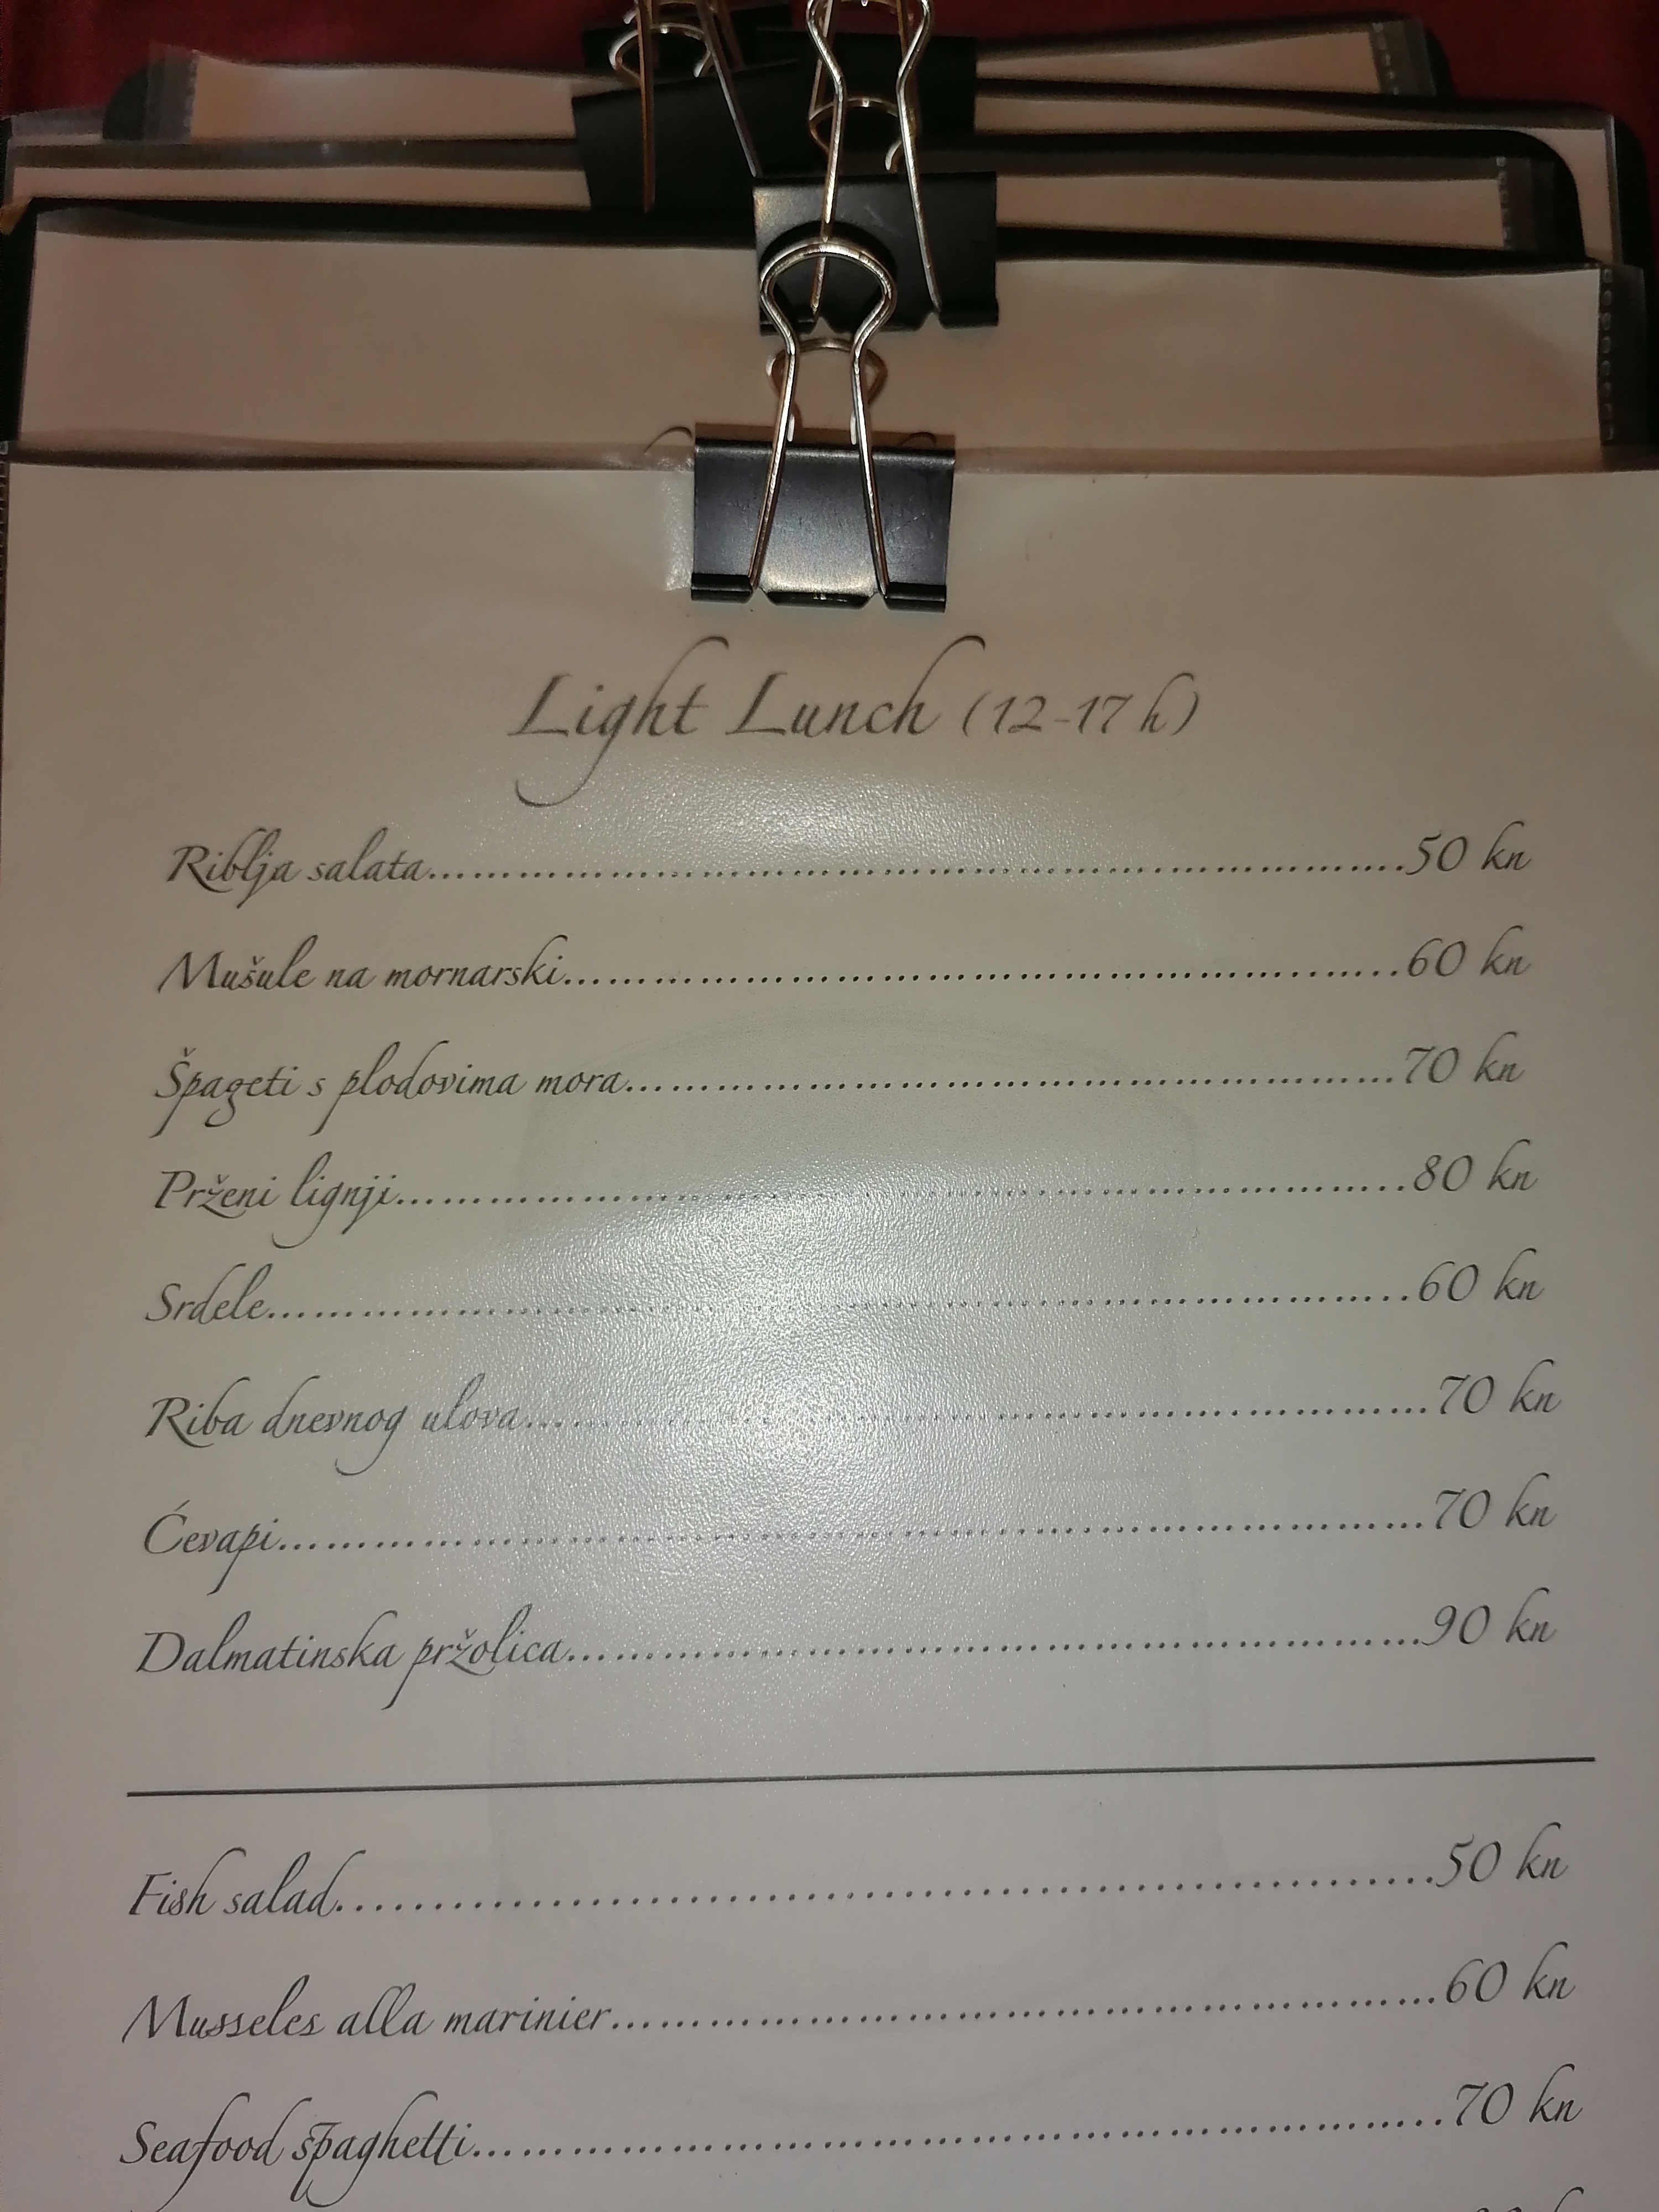 Light Lunch (12-17 h)
Riblja salata....................................................50 kn
Mušule na mornarski....................................................60 kn
Špageti s plodovima mora....................................................70 kn
Prženi lignji....................................................80 kn
Srdele....................................................60 kn
Riba dnevnog ulova....................................................70 kn
Ćevapi....................................................70 kn
Dalmatinska pržolica....................................................90 kn
Fish salad....................................................50 kn
Musseles alla marinier....................................................60 kn
Seafood špaghetti....................................................70 kn